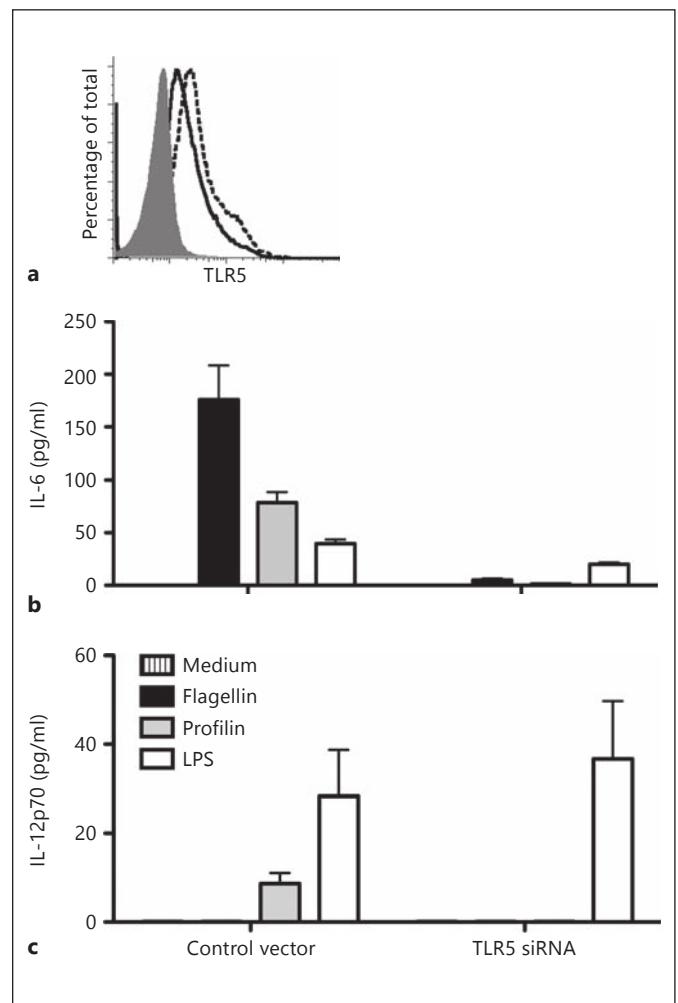 Percentage of total
TLR5
a
250
200
150
100
50
0
IL-6 (pg/ml)
b
60
40
20
0
IL-12p70 (pg/ml)
Medium
Flagellin
Profilin
LPS
Control vector
TLR5 siRNA
c